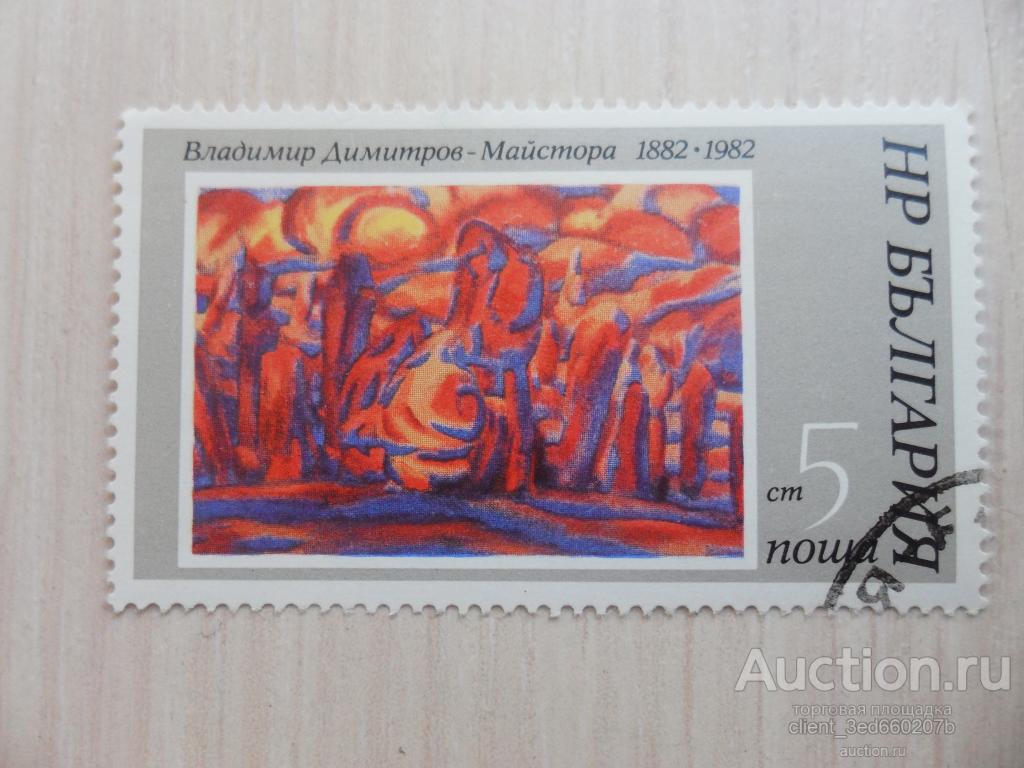 Владимир Димитров-Майстора 1882·1982
НР БЪЛГАРИЯ
5
ст
поща
Auction.ru
торговая площадка
client_3ed660207b
auction.ru